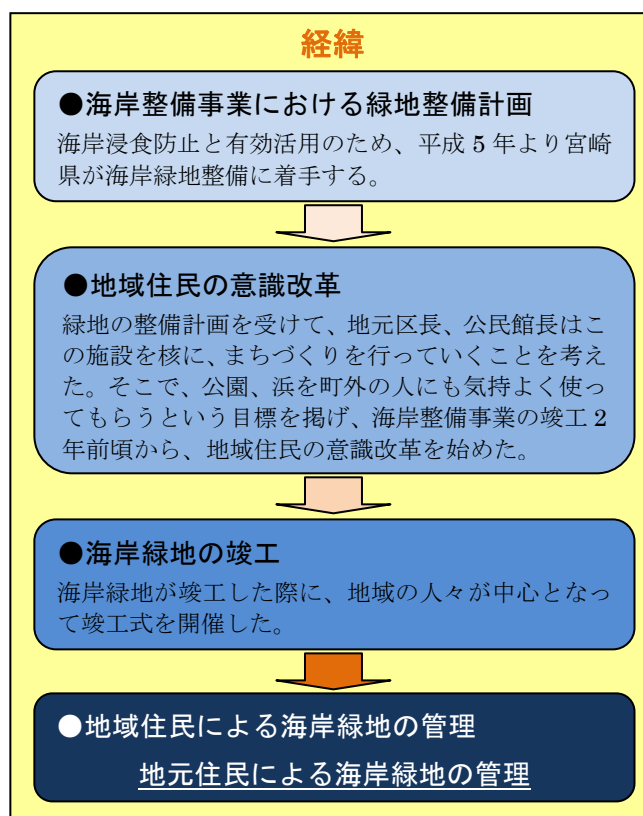 経緯
●海岸整備事業における緑地整備計画
海岸浸食防止と有効活用のため、平成 5 年より宮崎
県が海岸緑地整備に着手する。
●地域住民の意識改革
緑地の整備計画を受けて、地元区長、公民館長はこ
の施設を核に、まちづくりを行っていくことを考え
た。そこで、公園、浜を町外の人にも気持よく使っ
てもらうという目標を掲げ、海岸整備事業の竣工 2
年前頃から、地域住民の意識改革を始めた。
●海岸緑地の竣工
海岸緑地が竣工した際に、地域の人々が中心となっ
て竣工式を開催した。
●地域住民による海岸緑地の管理
地元住民による海岸緑地の管理